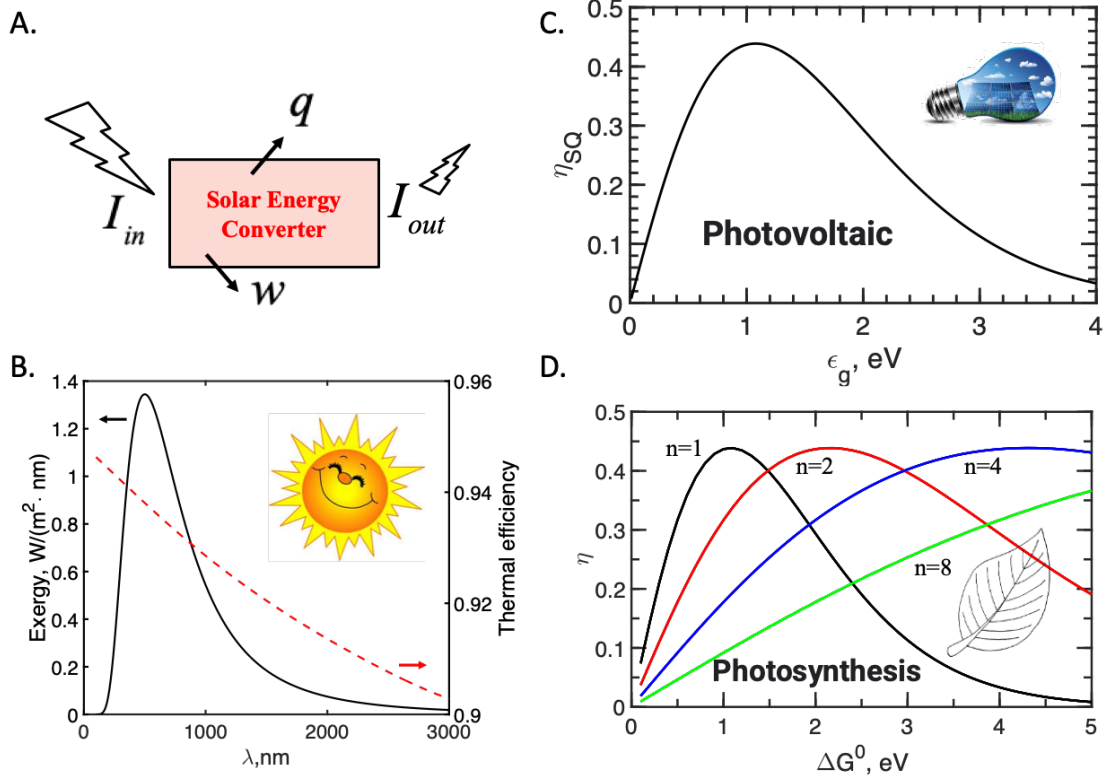 A.
q
Solar Energy
Converter
I_in
I_out
w
B.
Exergy, W/(m²· nm)
1.4
1.2
1
0.8
0.6
0.4
0.2
0
0
1000
2000
3000
λ,nm
0.96
0.94
0.92
0.9
Thermal efficiency
C.
η_SQ
0.5
0.4
0.3
0.2
0.1
0
0
1
2
3
4
Photovoltaic
ϵ_g, eV
D.
η
0.5
0.4
0.3
0.2
0.1
0
n=1
n=2
n=4
n=8
Photosynthesis
0
1
2
3
4
5
ΔG⁰, eV